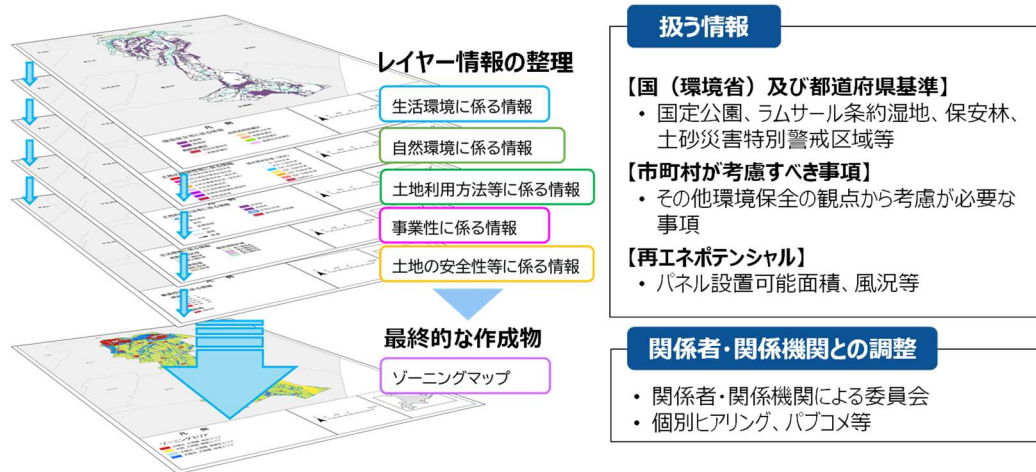 レイヤー情報の整理
生活環境に係る情報
自然環境に係る情報
土地利用方法等に係る情報
事業性に係る情報
土地の安全性等に係る情報
最終的な作成物
ゾーニングマップ
凡 例
ゾーニングエリア
扱う情報
【国（環境省）及び都道府県基準】
・ 国定公園、ラムサール条約湿地、保安林、
土砂災害特別警戒区域等
【市町村が考慮すべき事項】
・ その他環境保全の観点から考慮が必要な
事項
【再エネポテンシャル】
・ パネル設置可能面積、風況等
関係者・関係機関との調整
・ 関係者・関係機関による委員会
・ 個別ヒアリング、パブコメ等